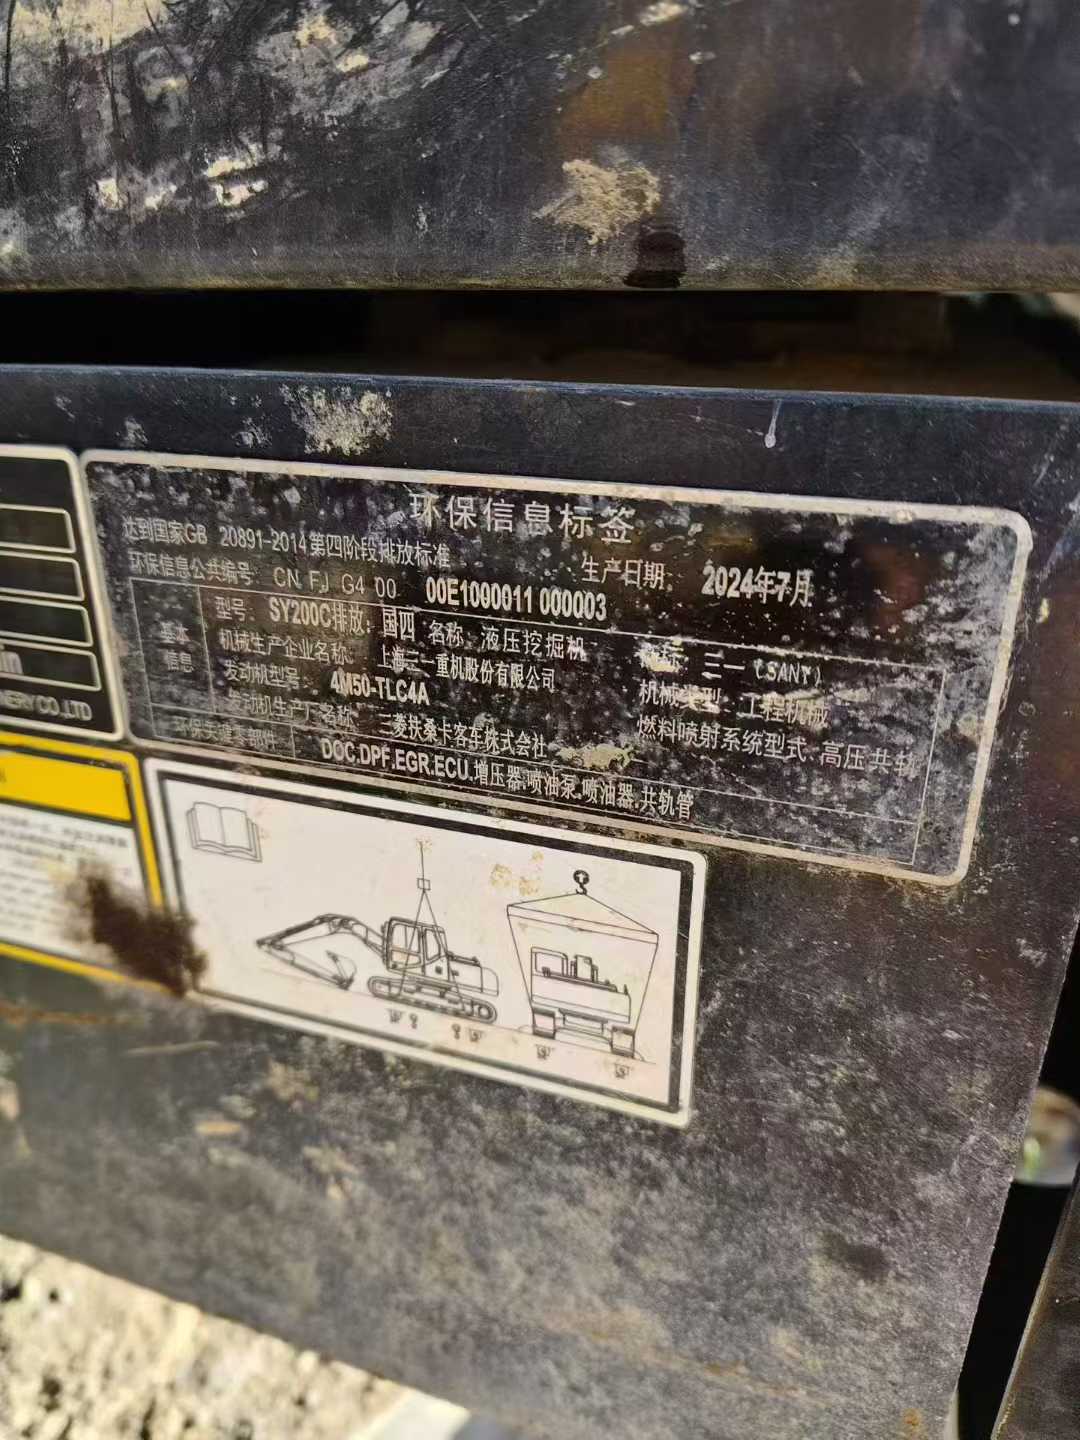 环保信息标签
达到国家GB 20891-2014第四阶段排放标准
生产日期: 2024年7月
环保信息公共编号: CN FJ G4 00 00E1000011 000003
基本信息
型号: SY200C 排放: 国四 名称: 液压挖掘机 商标: 三一 (SANY)
机械生产企业名称: 上海三一重机股份有限公司 机械类型: 工程机械
发动机型号: 4M50-TLC4A 燃料喷射系统型式: 高压共轨
发动机生产厂名称: 三菱扶桑卡客车株式会社
环保关键零部件 DOC.DPF.EGR.ECU.增压器.喷油泵.喷油器.共轨管
NERY CO.,LTD